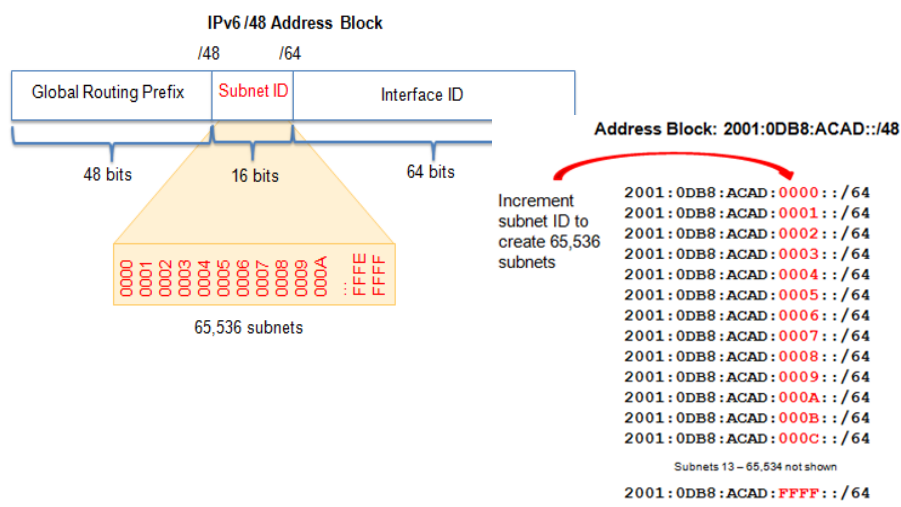 IPv6 /48 Address Block
/48 /64
Global Routing Prefix Subnet ID Interface ID
48 bits 16 bits 64 bits
0000
0001
0002
0003
0004
0005
0006
0007
0008
0009
000A
...
FFFE
FFFF
65,536 subnets
Address Block: 2001:0DB8:ACAD::/48
Increment
subnet ID to
create 65,536
subnets
2001:0DB8:ACAD:0000::/64
2001:0DB8:ACAD:0001::/64
2001:0DB8:ACAD:0002::/64
2001:0DB8:ACAD:0003::/64
2001:0DB8:ACAD:0004::/64
2001:0DB8:ACAD:0005::/64
2001:0DB8:ACAD:0006::/64
2001:0DB8:ACAD:0007::/64
2001:0DB8:ACAD:0008::/64
2001:0DB8:ACAD:0009::/64
2001:0DB8:ACAD:000A::/64
2001:0DB8:ACAD:000B::/64
2001:0DB8:ACAD:000C::/64
Subnets 13 – 65,534 not shown
2001:0DB8:ACAD:FFFF::/64